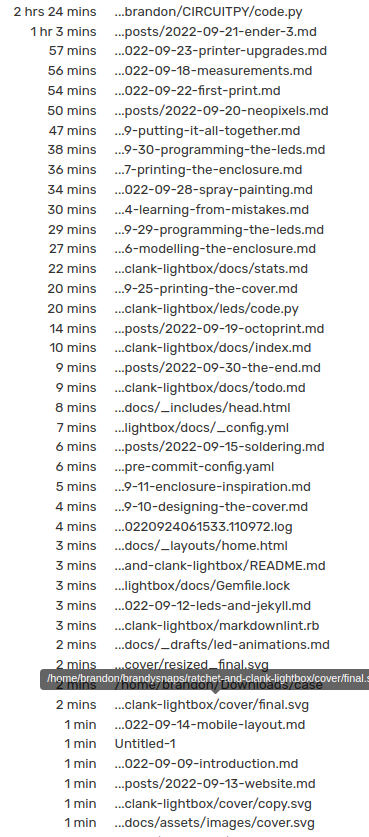 2 hrs 24 mins ...brandon/CIRCUITPY/code.py
1 hr 3 mins ...posts/2022-09-21-ender-3.md
57 mins ...022-09-23-printer-upgrades.md
56 mins ...022-09-18-measurements.md
54 mins ...022-09-22-first-print.md
50 mins ...posts/2022-09-20-neopixels.md
47 mins ...9-putting-it-all-together.md
38 mins ...9-30-programming-the-leds.md
36 mins ...7-printing-the-enclosure.md
34 mins ...022-09-28-spray-painting.md
30 mins ...4-learning-from-mistakes.md
29 mins ...9-29-programming-the-leds.md
27 mins ...6-modelling-the-enclosure.md
22 mins ...clank-lightbox/docs/stats.md
20 mins ...9-25-printing-the-cover.md
20 mins ...clank-lightbox/leds/code.py
14 mins ...posts/2022-09-19-octoprint.md
10 mins ...clank-lightbox/docs/index.md
9 mins ...posts/2022-09-30-the-end.md
9 mins ...clank-lightbox/docs/todo.md
8 mins ...docs/_includes/head.html
7 mins ...lightbox/docs/_config.yml
6 mins ...posts/2022-09-15-soldering.md
6 mins ...pre-commit-config.yaml
5 mins ...9-11-enclosure-inspiration.md
4 mins ...9-10-designing-the-cover.md
4 mins ...0220924061533.110972.log
3 mins ...docs/_layouts/home.html
3 mins ...and-clank-lightbox/README.md
3 mins ...lightbox/docs/Gemfile.lock
3 mins ...022-09-12-leds-and-jekyll.md
3 mins ...clank-lightbox/markdownlint.rb
2 mins ...docs/_drafts/led-animations.md
2 mins ...cover/resized_final.svg
/home/brandon/brandysnaps/ratchet-and-clank-lightbox/cover/final.s
2 mins /home/brandon/Downloads/case
2 mins ...clank-lightbox/cover/final.svg
1 min ...022-09-14-mobile-layout.md
1 min Untitled-1
1 min ...022-09-09-introduction.md
1 min ...posts/2022-09-13-website.md
1 min ...clank-lightbox/cover/copy.svg
1 min ...docs/assets/images/cover.svg